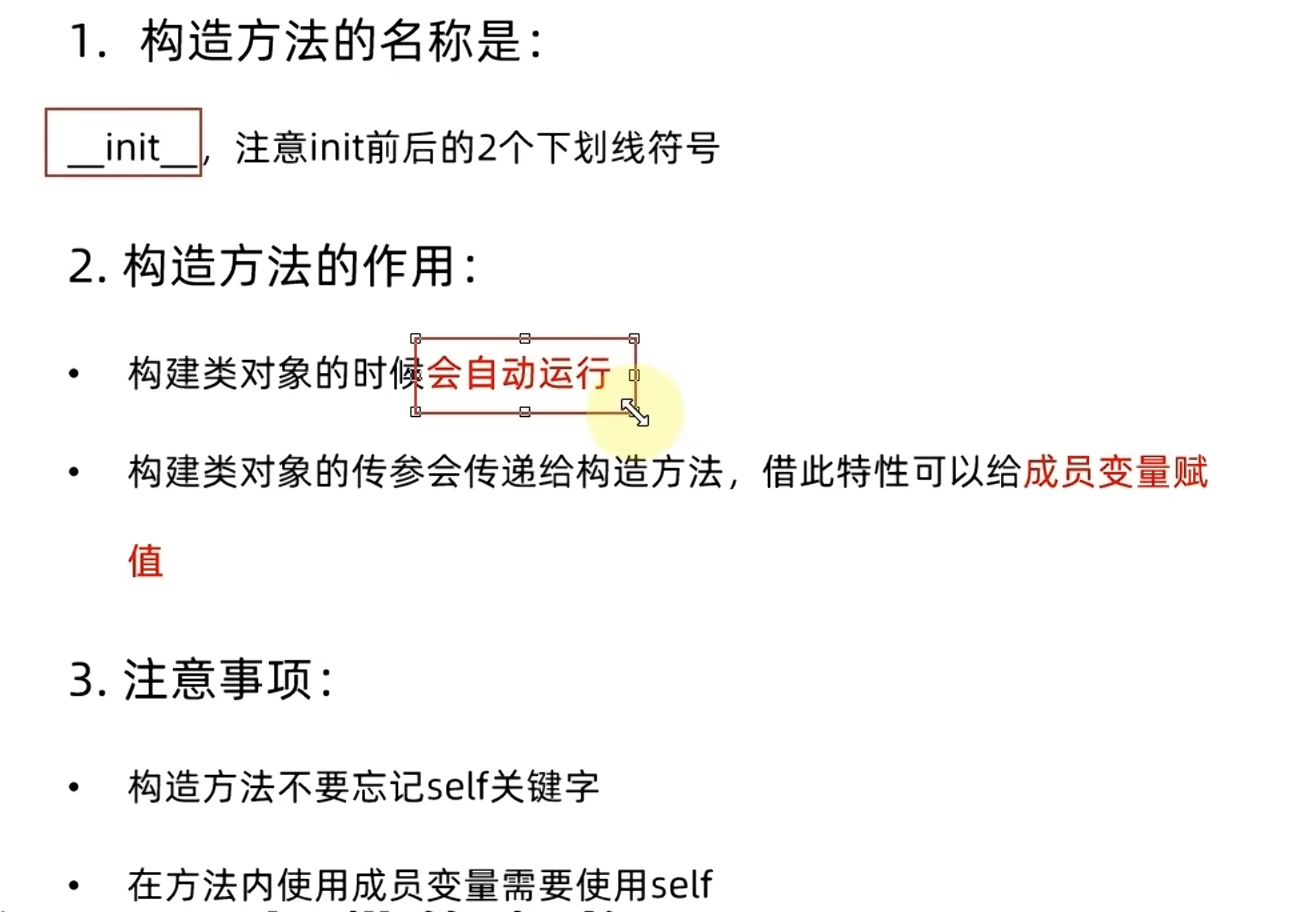 1. 构造方法的名称是：
__init__，注意init前后的2个下划线符号
2. 构造方法的作用：
• 构建类对象的时候会自动运行
• 构建类对象的传参会传递给构造方法，借此特性可以给成员变量赋
值
3. 注意事项：
• 构造方法不要忘记self关键字
• 在方法内使用成员变量需要使用self